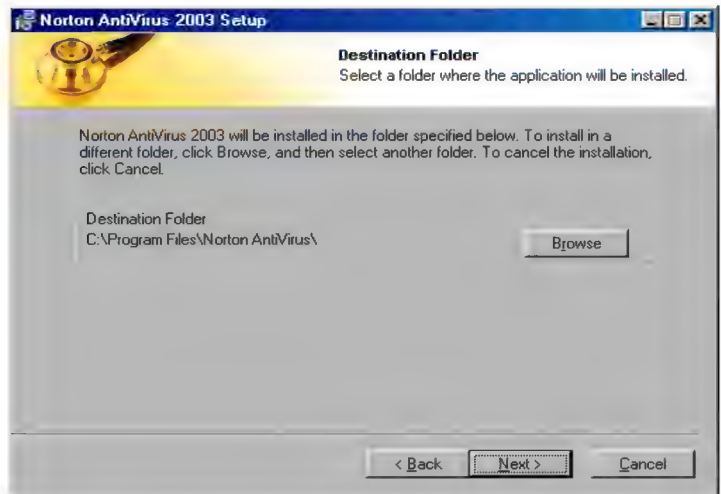 Norton AntiVirus 2003 Setup
Destination Folder
Select a folder where the application will be installed.
Norton AntiVirus 2003 will be installed in the folder specified below. To install in a
different folder, click Browse, and then select another folder. To cancel the installation,
click Cancel.
Destination Folder
C:\Program Files\Norton AntiVirus\
Browse
< Back
Next >
Cancel